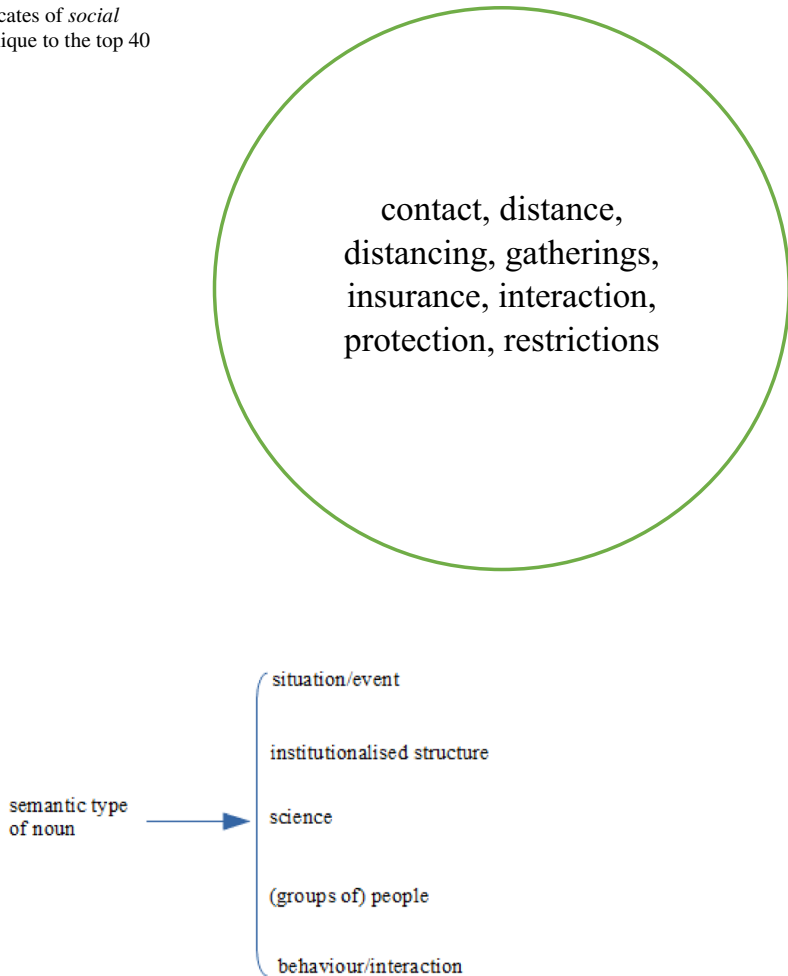 cates of social
ique to the top 40
contact, distance,
distancing, gatherings,
insurance, interaction,
protection, restrictions
situation/event
institutionalised structure
semantic type
of noun
science
(groups of) people
behaviour/interaction